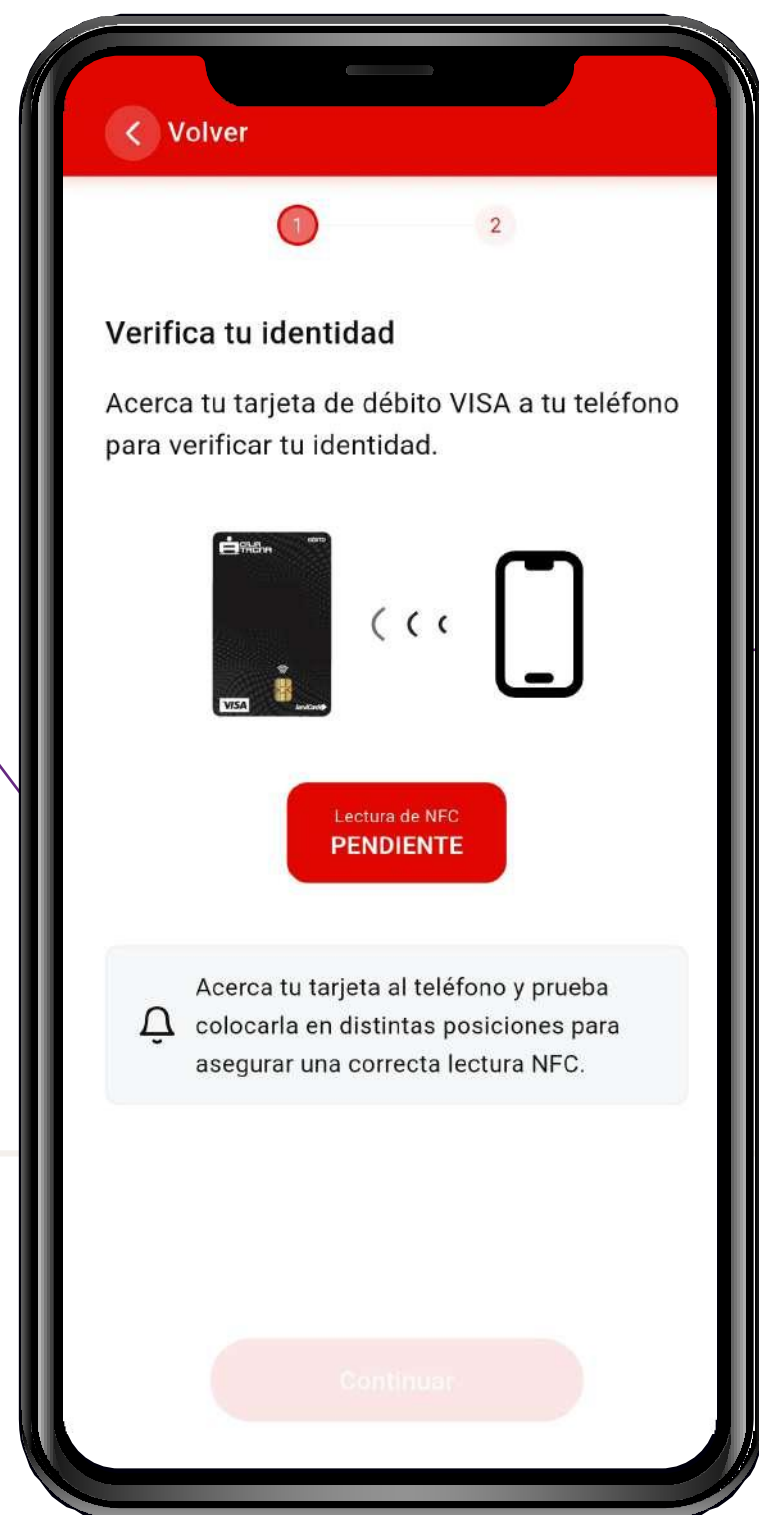 Volver
1
2
Verifica tu identidad
Acerca tu tarjeta de débito VISA a tu teléfono
para verificar tu identidad.
CAJA
TACNA
VISA
Lectura de NFC
PENDIENTE
Acerca tu tarjeta al teléfono y prueba
colocarla en distintas posiciones para
asegurar una correcta lectura NFC.
Continuar